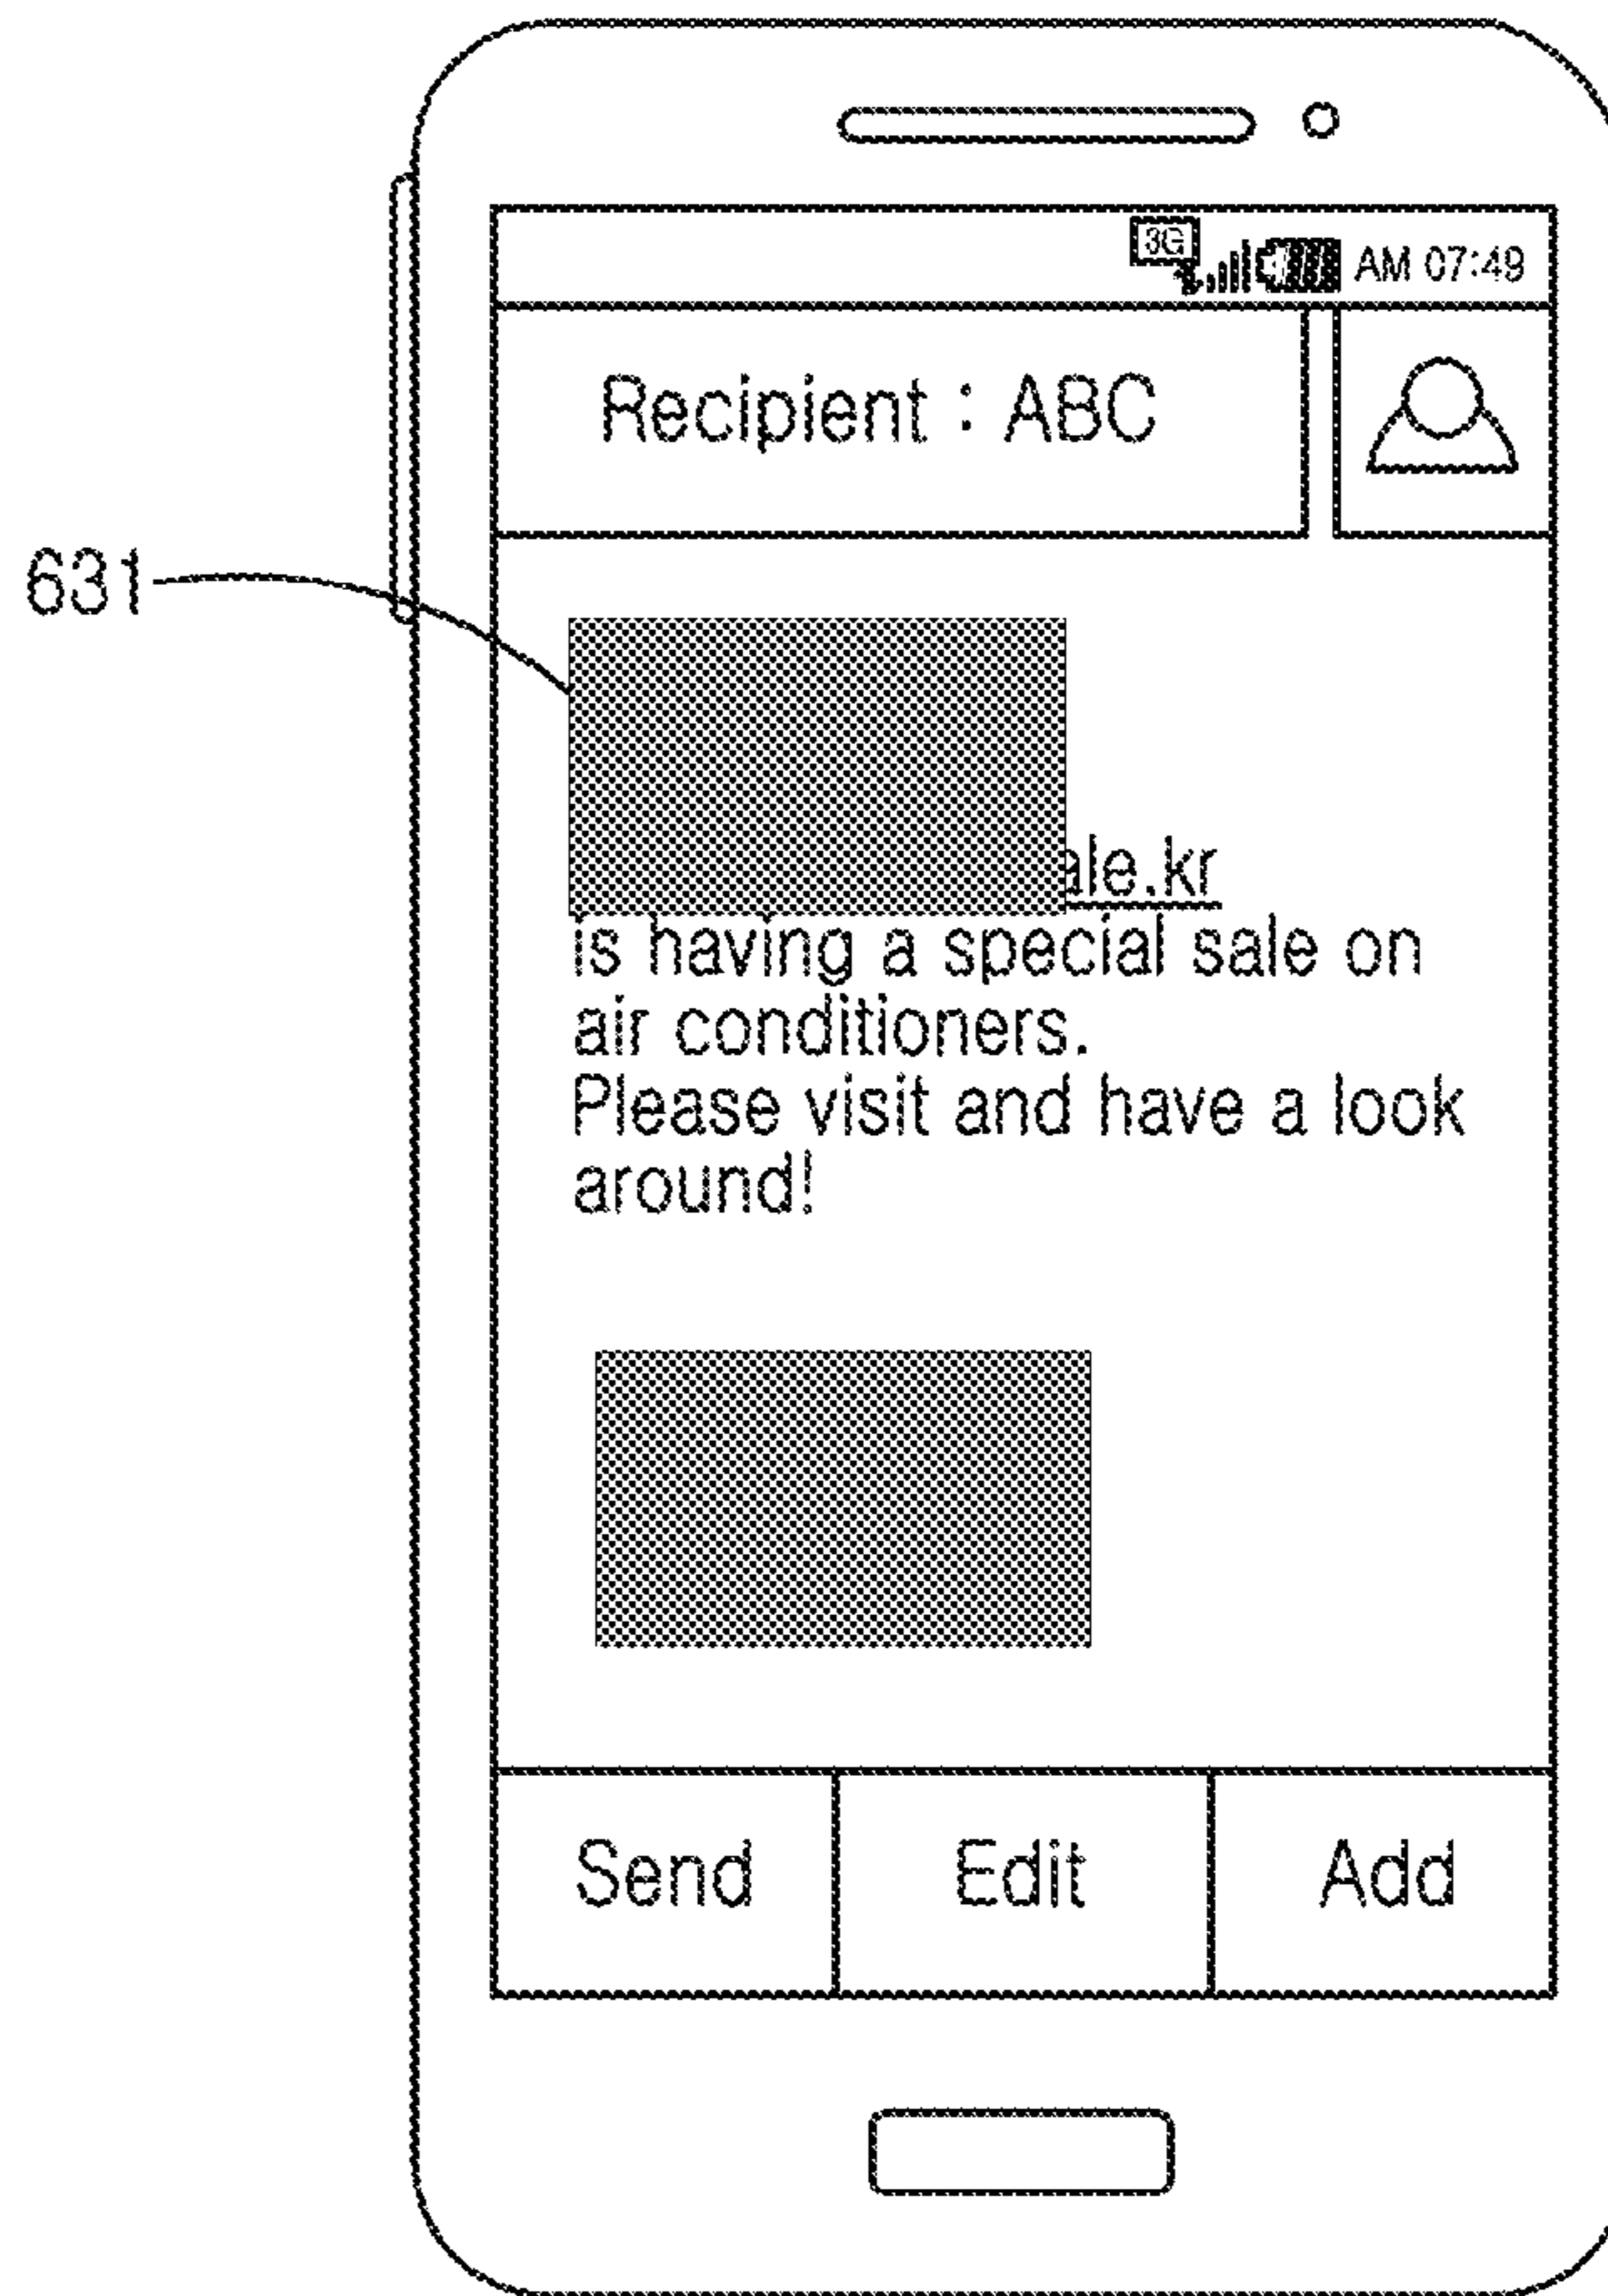 3G AM 07:49
Recipient : ABC
631
ale.kr
is having a special sale on
air conditioners.
Please visit and have a look
around!
Send Edit Add